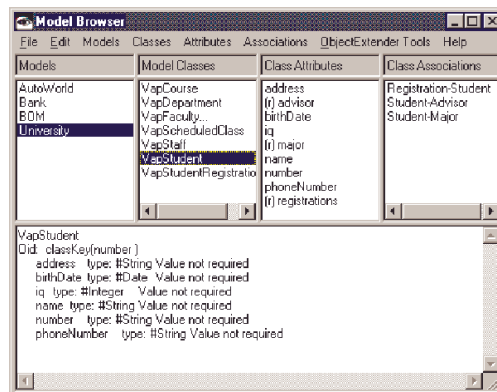 Model Browser
File Edit Models Classes Attributes Associations ObjectExtender Tools Help
Models
AutoWorld
Bank
BOM
University
Model Classes
VapCourse
VapDepartment
VapFaculty...
VapScheduledClass
VapStaff
VapStudent
VapStudentRegistratio
Class Attributes
address
(r) advisor
birthDate
iq
(r) major
name
number
phoneNumber
(r) registrations
Class Associations
Registration-Student
Student-Advisor
Student-Major
VapStudent
Oid: classKey(number )
address type: #String Value not required
birthDate type: #Date Value not required
iq type: #Integer Value not required
name type: #String Value not required
number type: #String Value not required
phoneNumber type: #String Value not required